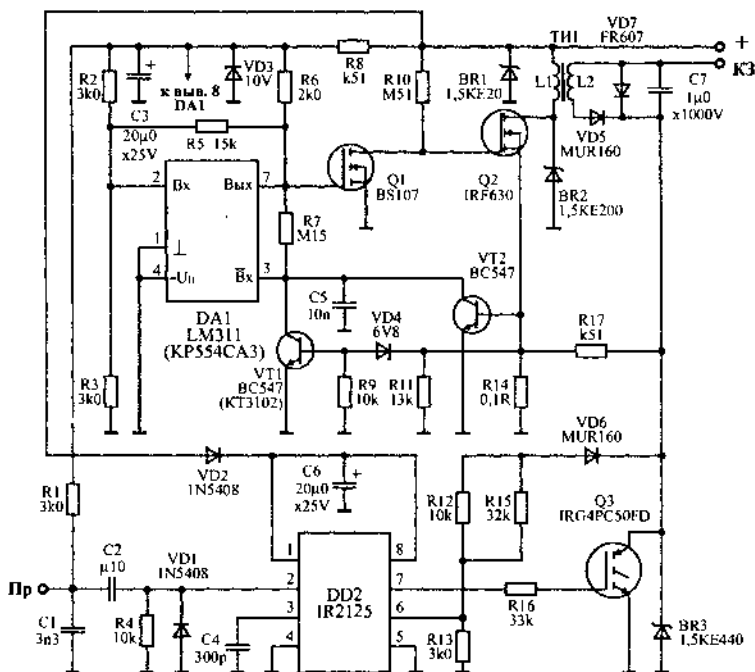 ТИ1
VD7
FR607
+
КЗ
R2
3k0
к выв. 8
DA1
VD3
10V
R6
2k0
R8
k51
R10
M51
BR1
1,5KE20
L1
L2
C7
1µ0
x1000V
C3
20µ0
x25V
R5 15k
VD5
MUR160
2
Вх
Вых
7
Q1
BS107
Q2
IRF630
BR2
1,5KE200
R7
M15
1
⊥
4
-Uп
B̅х
3
VT2
BC547
DA1
LM311
(КР554СА3)
C5
10n
VD4
6V8
R17
k51
VT1
BC547
(КТ3102)
R3
3k0
R9
10k
R11
13k
R14
0,1R
VD6
MUR160
VD2
1N5408
C6
20µ0
x25V
R12
10k
R15
32k
Q3
IRG4PC50FD
R1
3k0
C2
µ10
VD1
1N5408
Пр
1
8
2
DD2
IR2125
7
3
6
4
5
R16
33k
C1
3n3
R4
10k
C4
300p
R13
3k0
BR3
1,5KE440